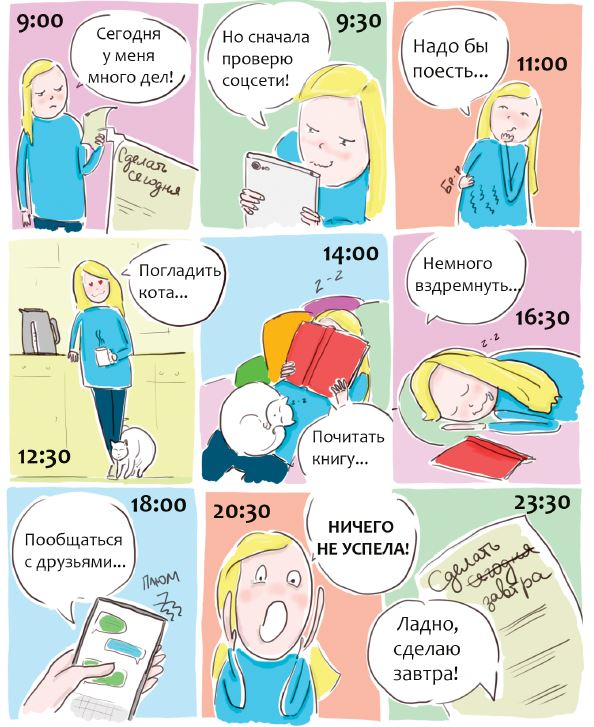 9:00
Сегодня
у меня
много дел!
Сделать
сегодня
9:30
Но сначала
проверю
соцсети!
Надо бы
поесть...
11:00
Бр-р
Погладить
кота...
12:30
14:00
z-z
z-z
Почитать
книгу...
Немного
вздремнуть...
16:30
z-z
18:00
Пообщаться
с друзьями...
Плюм
20:30
НИЧЕГО
НЕ УСПЕЛА!
23:30
Сделать
сегодня
завтра
Ладно,
сделаю
завтра!